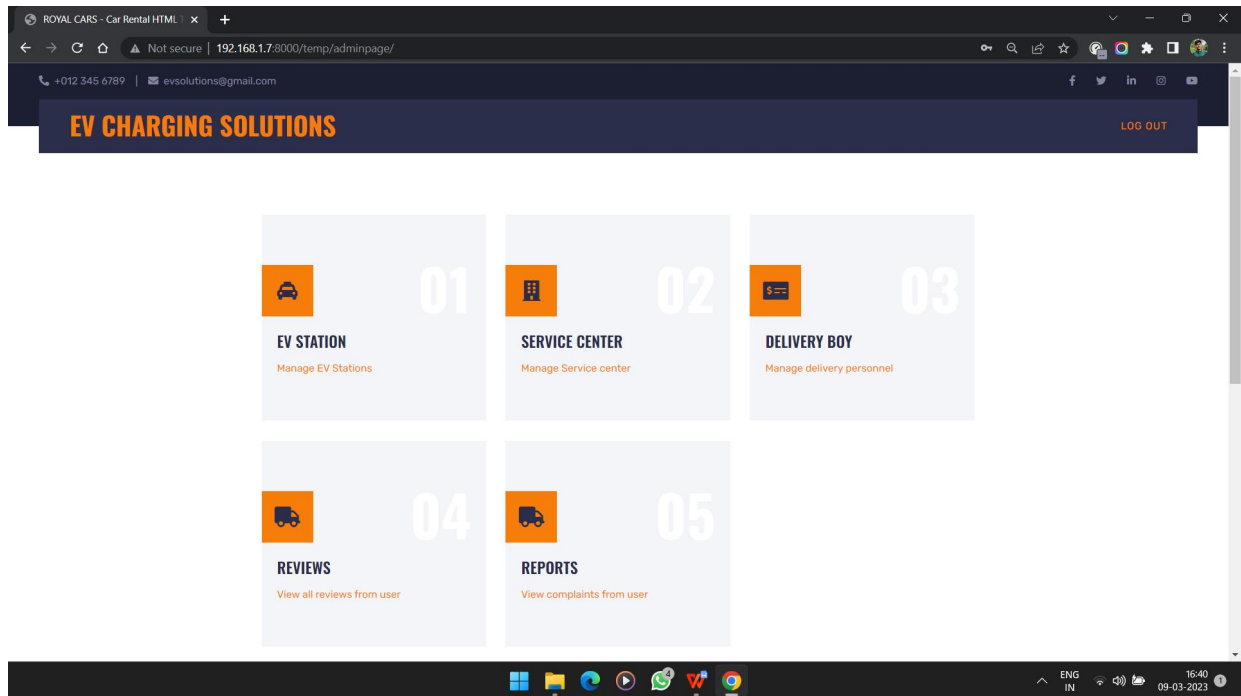 ROYAL CARS - Car Rental HTML T
Not secure | 192.168.1.7:8000/temp/adminpage/
+012 345 6789 | evsolutions@gmail.com
EV CHARGING SOLUTIONS
LOG OUT
01
02
03
EV STATION
SERVICE CENTER
DELIVERY BOY
Manage EV Stations
Manage Service center
Manage delivery personnel
04
05
REVIEWS
REPORTS
View all reviews from user
View complaints from user
4
ENG
IN
16:40
09-03-2023
1